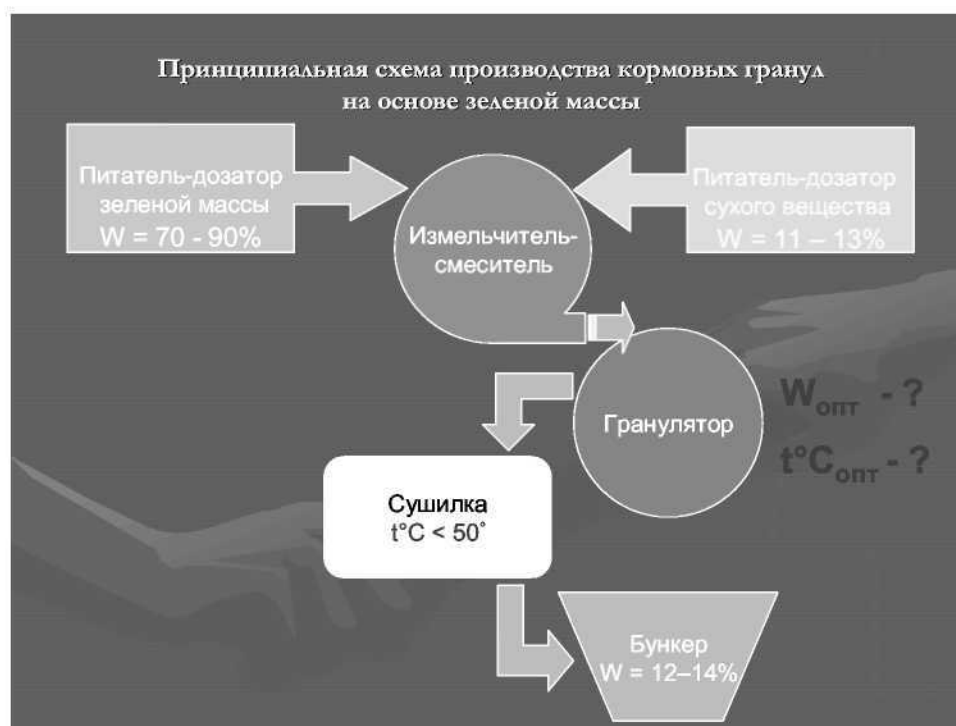 Принципиальная схема производства кормовых гранул
на основе зеленой массы
Питатель-дозатор
зеленой массы
W = 70 - 90%
Питатель-дозатор
сухого вещества
W = 11 – 13%
Измельчитель-
смеситель
Гранулятор
Wопт - ?
t°Cопт - ?
Сушилка
t°C < 50˚
Бункер
W = 12–14%